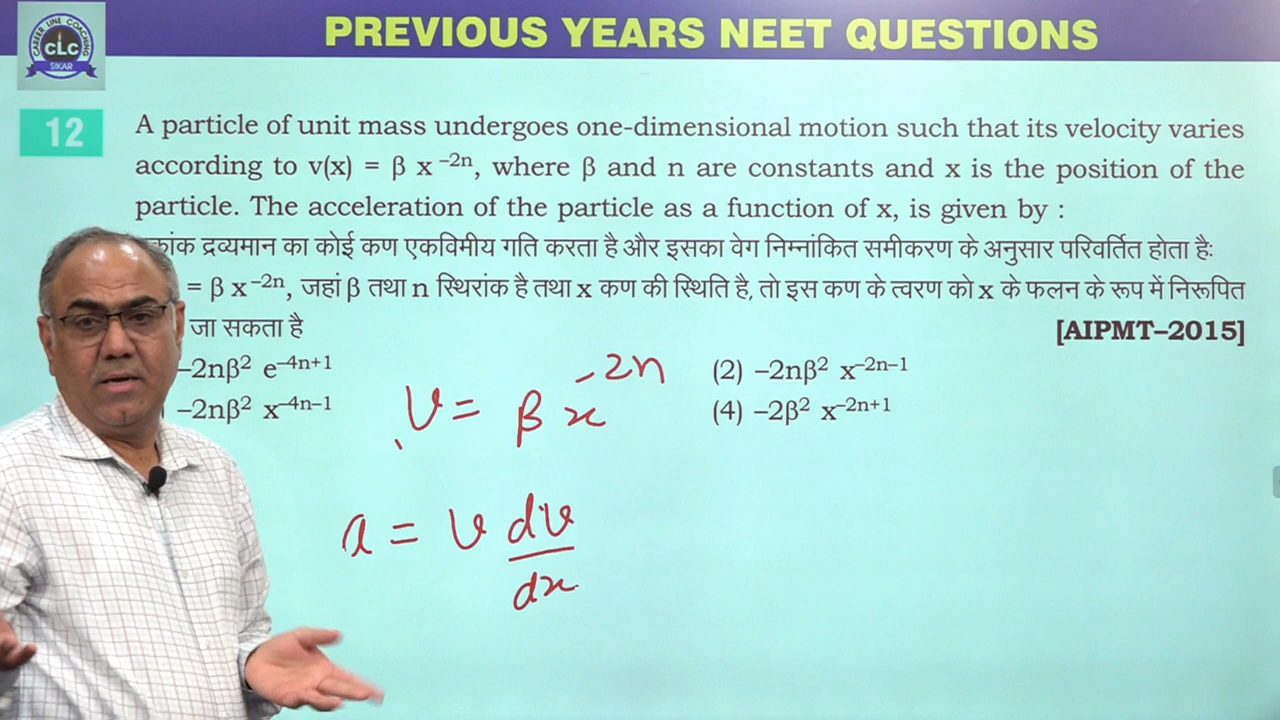 PREVIOUS YEARS NEET QUESTIONS
CAREER LINE COACHING
CLC
SIKAR
12
A particle of unit mass undergoes one-dimensional motion such that its velocity varies
according to v(x) = β x⁻²ⁿ, where β and n are constants and x is the position of the
particle. The acceleration of the particle as a function of x, is given by :
कांक द्रव्यमान का कोई कण एकविमीय गति करता है और इसका वेग निम्नांकित समीकरण के अनुसार परिवर्तित होता हैः
= β x⁻²ⁿ, जहां β तथा n स्थिरांक है तथा x कण की स्थिति है, तो इस कण के त्वरण को x के फलन के रूप में निरूपित
जा सकता है [AIPMT–2015]
–2nβ² e⁻⁴ⁿ⁺¹ (2) –2nβ² x⁻²ⁿ⁻¹
) –2nβ² x⁻⁴ⁿ⁻¹ (4) –2β² x⁻²ⁿ⁺¹
v = β x⁻²ⁿ
a = v dv/dx